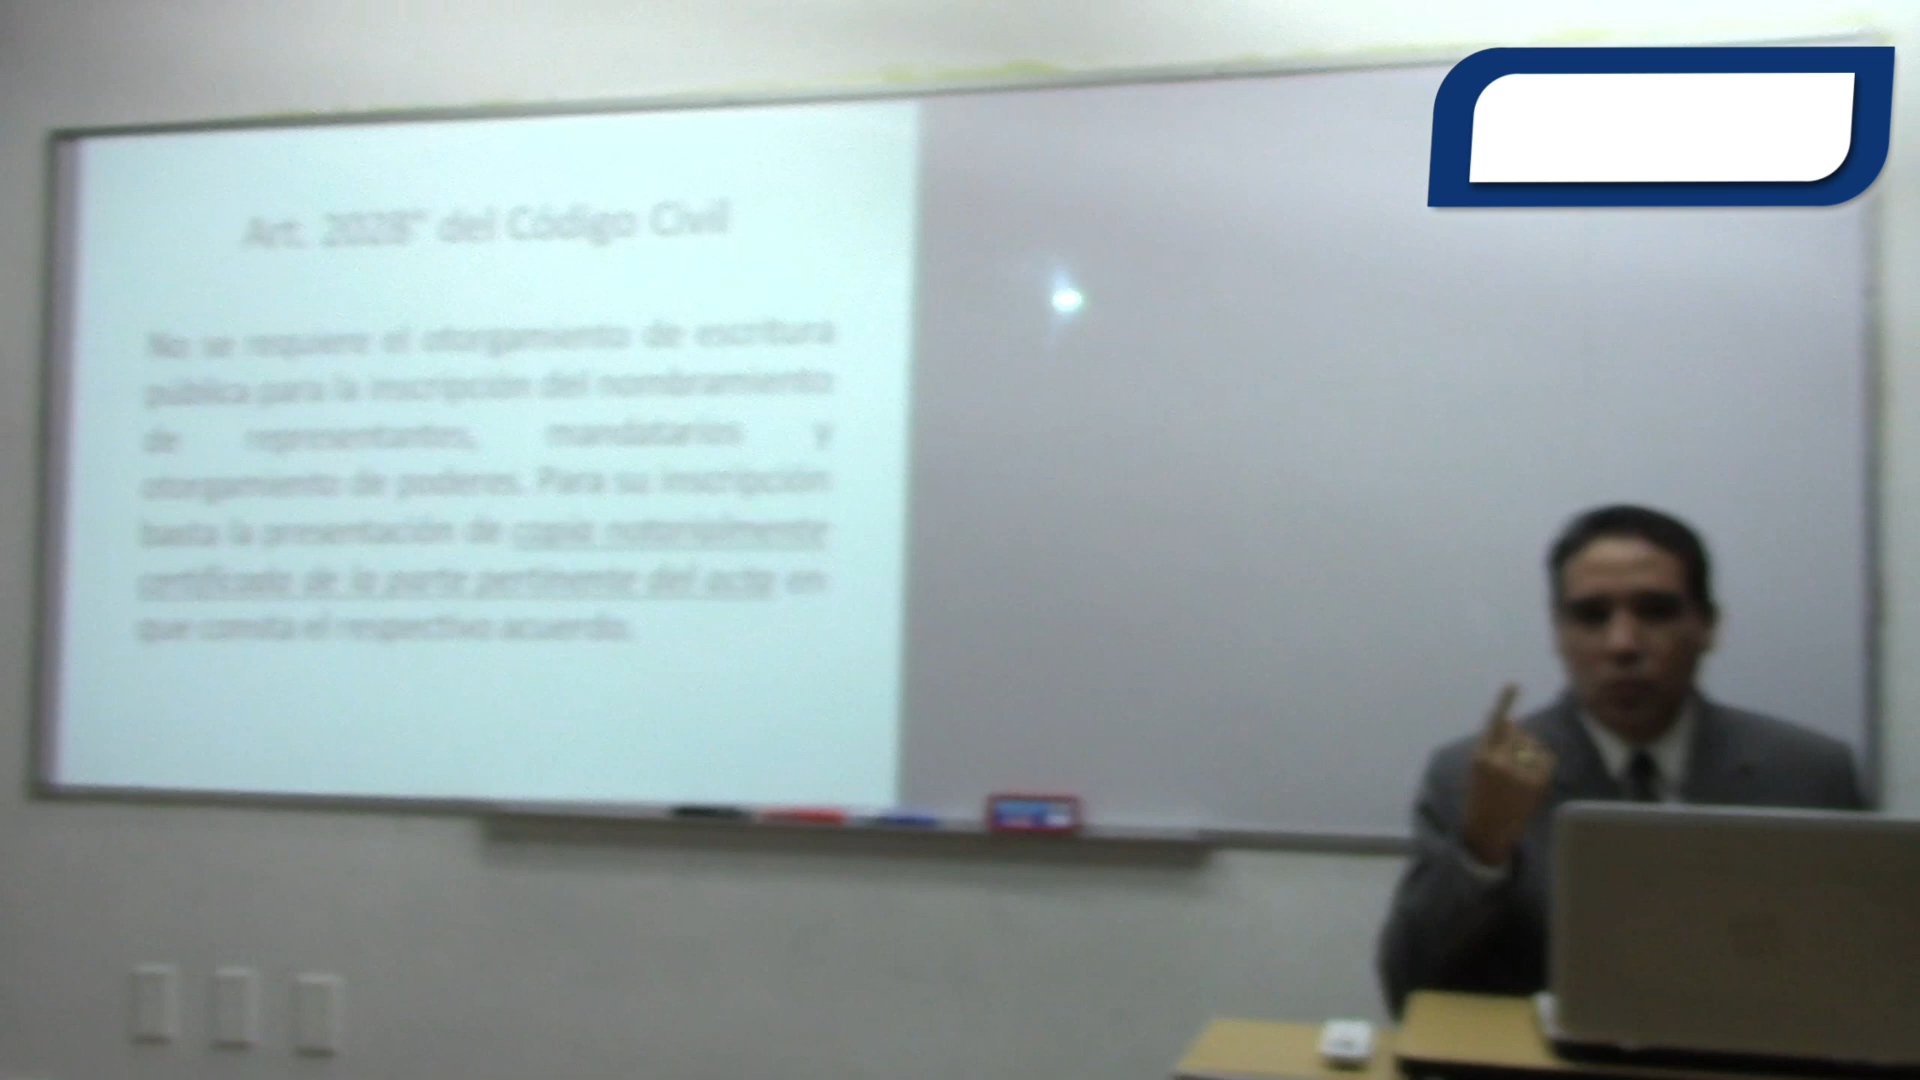 Art. 2028° del Código Civil
No se requiere el otorgamiento de escritura
pública para la inscripción del nombramiento
de representantes, mandatarios y
otorgamiento de poderes. Para su inscripción
basta la presentación de copia notarialmente
certificada de la parte pertinente del acta en
que consta el respectivo acuerdo.